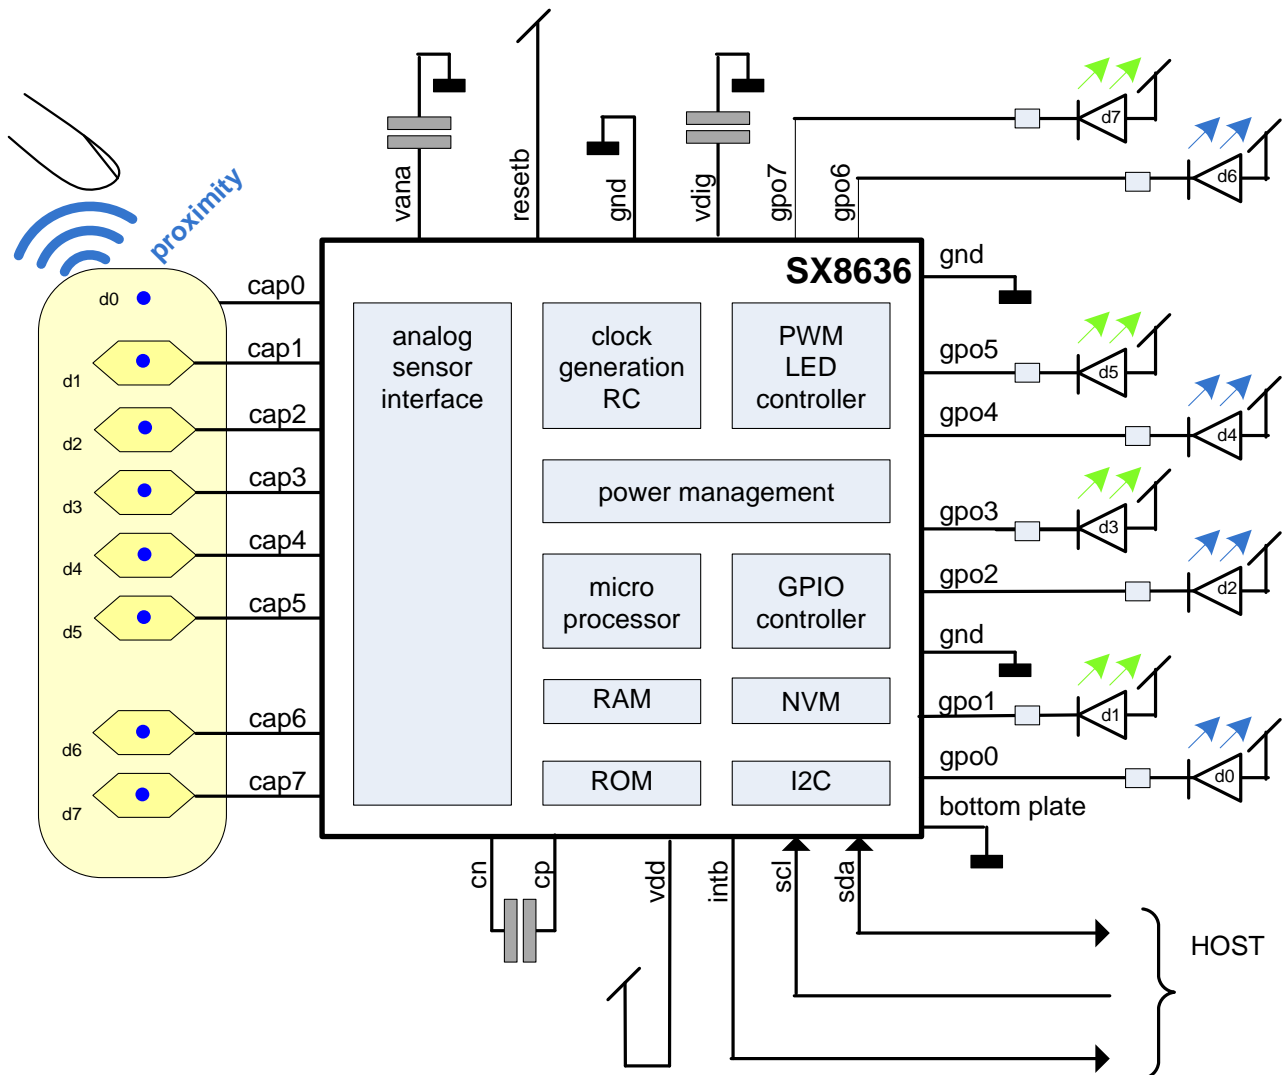 vana
resetb
gnd
vdig
gpo7
gpo6
d7
d6
proximity
SX8636
gnd
d0
cap0
d1
cap1
d2
cap2
d3
cap3
d4
cap4
d5
cap5
d6
cap6
d7
cap7
analog
sensor
interface
clock
generation
RC
PWM
LED
controller
power management
micro
processor
GPIO
controller
RAM
NVM
ROM
I2C
gpo5
d5
gpo4
d4
gpo3
d3
gpo2
d2
gnd
gpo1
d1
gpo0
d0
bottom plate
cn
cp
vdd
intb
scl
sda
HOST